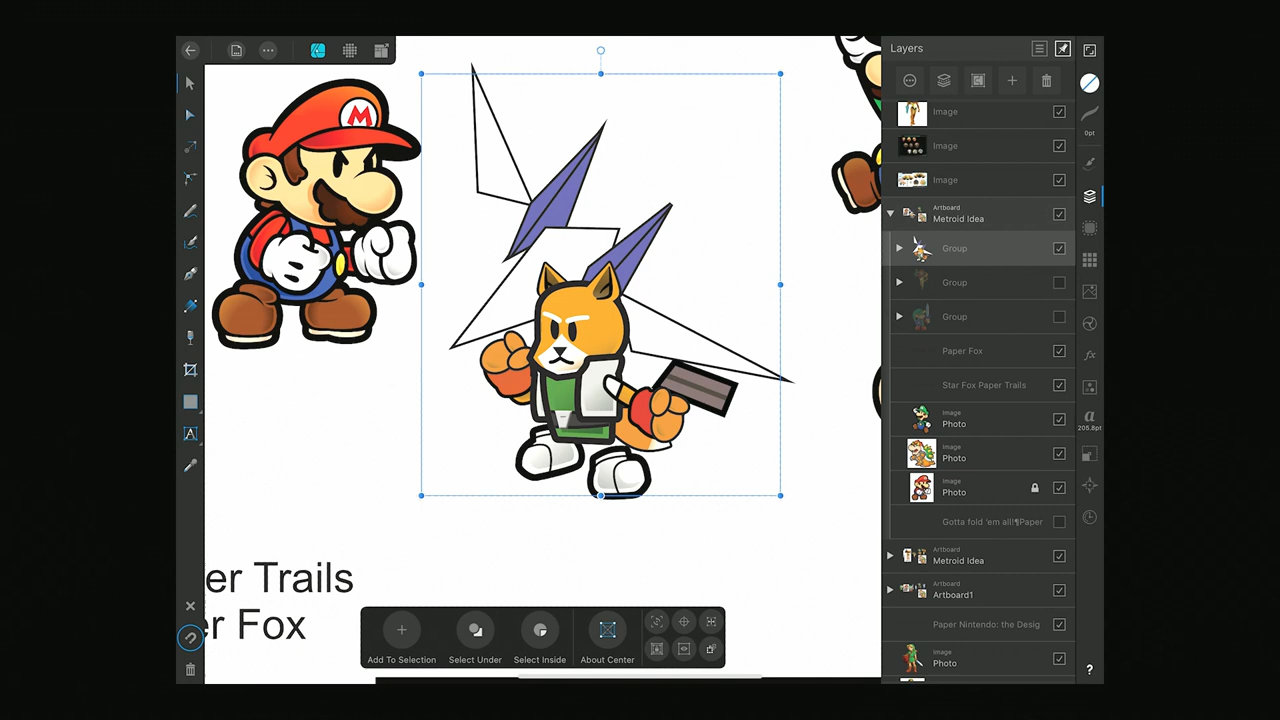 Layers
0pt
Image
Image
Image
Artboard
Metroid Idea
Group
Group
Group
Paper Fox
Star Fox Paper Trails
Image
Photo
Image
Photo
Image
Photo
Gotta fold 'em all!¶Paper
Artboard
Metroid Idea
Artboard
Artboard1
Paper Nintendo: the Desig
Image
Photo
fx
a
205.8pt
?
M
er Trails
er Fox
Add To Selection
Select Under
Select Inside
About Center
A